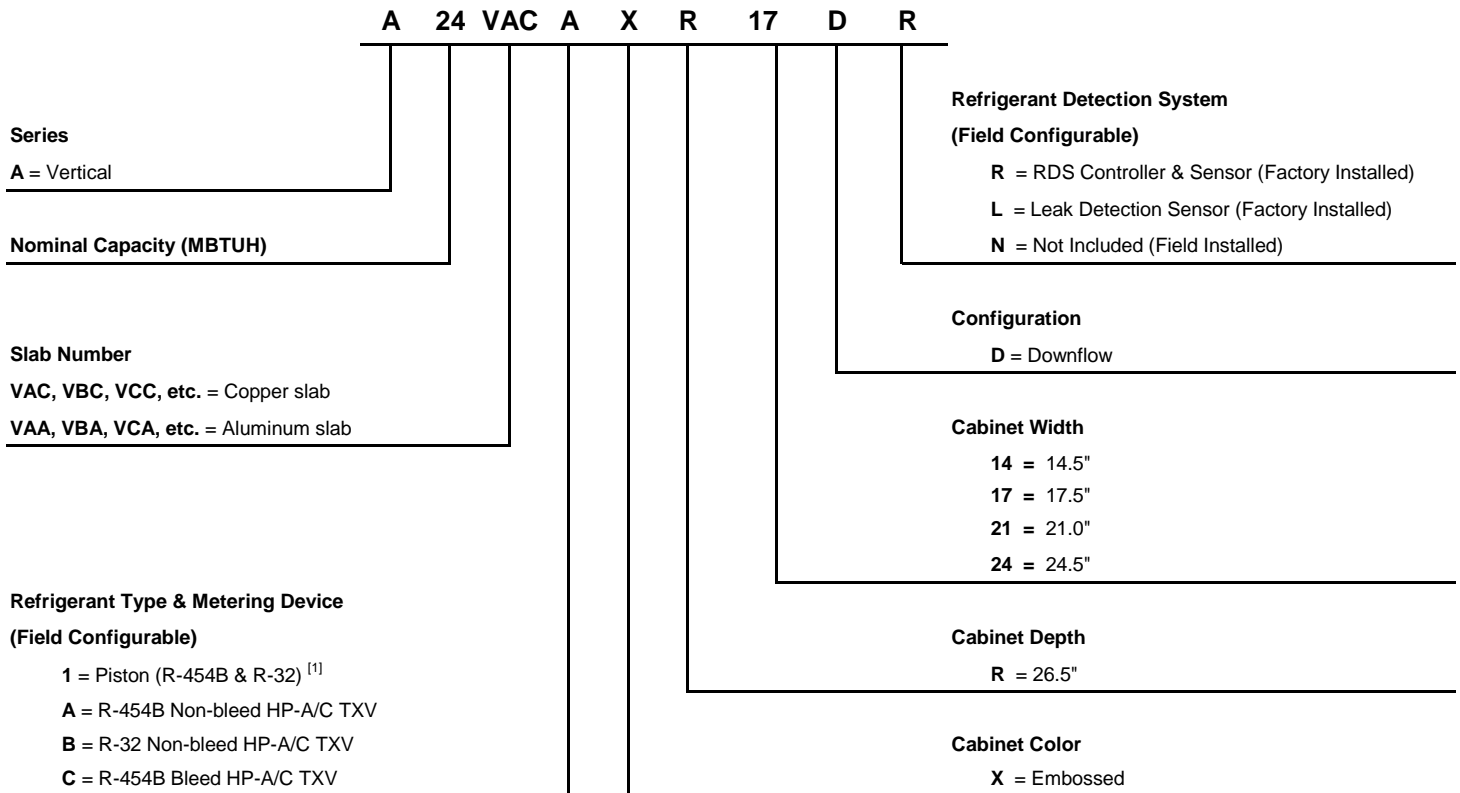 A 24 VAC A X R 17 D R
Series
A = Vertical
Nominal Capacity (MBTUH)
Slab Number
VAC, VBC, VCC, etc. = Copper slab
VAA, VBA, VCA, etc. = Aluminum slab
Refrigerant Type & Metering Device
(Field Configurable)
1 = Piston (R-454B & R-32) [1]
A = R-454B Non-bleed HP-A/C TXV
B = R-32 Non-bleed HP-A/C TXV
C = R-454B Bleed HP-A/C TXV
Refrigerant Detection System
(Field Configurable)
R = RDS Controller & Sensor (Factory Installed)
L = Leak Detection Sensor (Factory Installed)
N = Not Included (Field Installed)
Configuration
D = Downflow
Cabinet Width
14 = 14.5"
17 = 17.5"
21 = 21.0"
24 = 24.5"
Cabinet Depth
R = 26.5"
Cabinet Color
X = Embossed